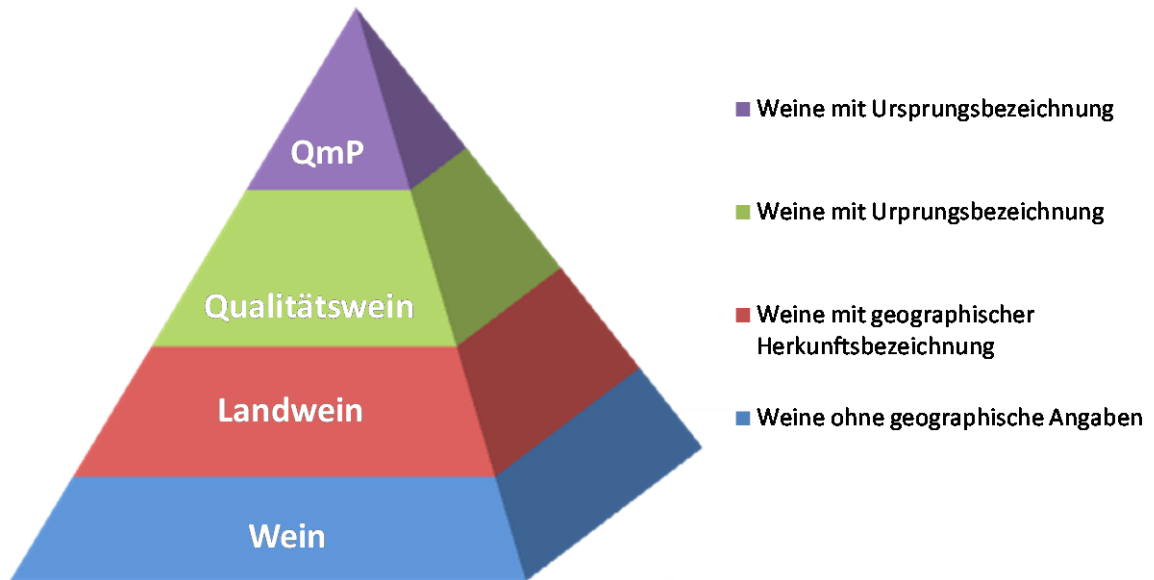 QmP
Qualitätswein
Landwein
Wein
Weine mit Ursprungsbezeichnung
Weine mit Urprungsbezeichnung
Weine mit geographischer
Herkunftsbezeichnung
Weine ohne geographische Angaben